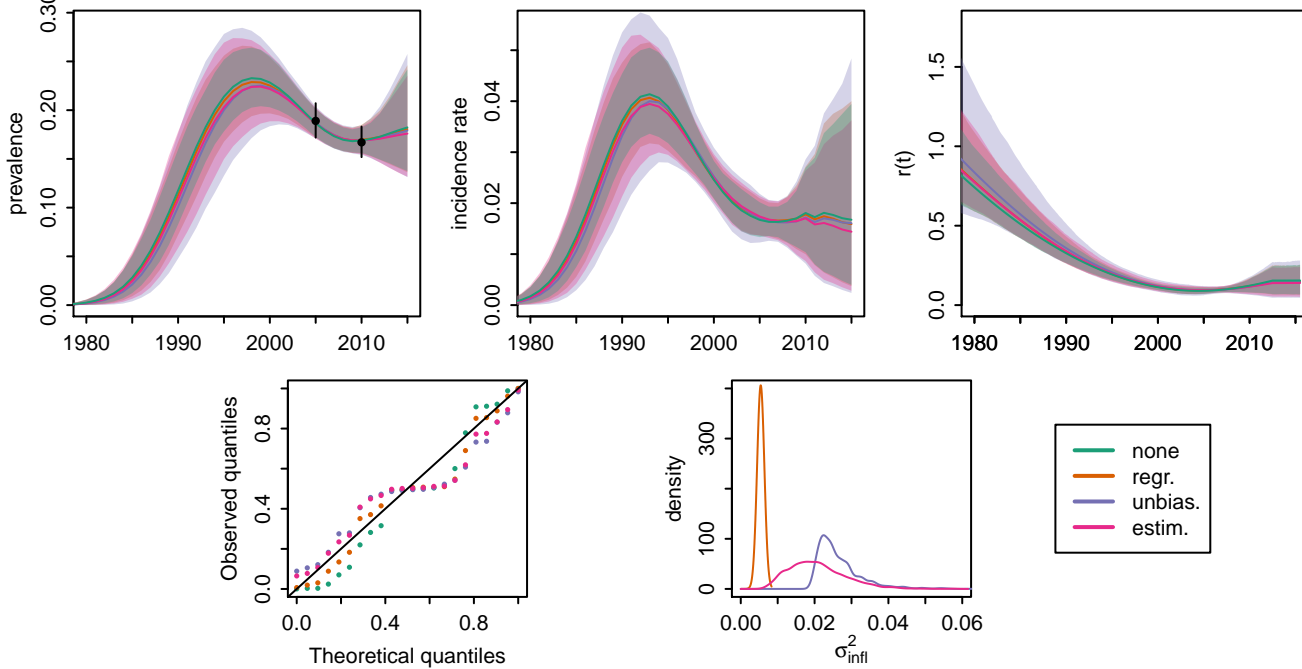 prevalence
0.00 0.10 0.20 0.30
1980 1990 2000 2010
incidence rate
0.00 0.02 0.04
1980 1990 2000 2010
r(t)
0.0 0.5 1.0 1.5
1980 1990 2000 2010
Observed quantiles
0.0 0.4 0.8
0.0 0.4 0.8
Theoretical quantiles
density
0 100 300
0.00 0.02 0.04 0.06
σ²infl
none
regr.
unbias.
estim.